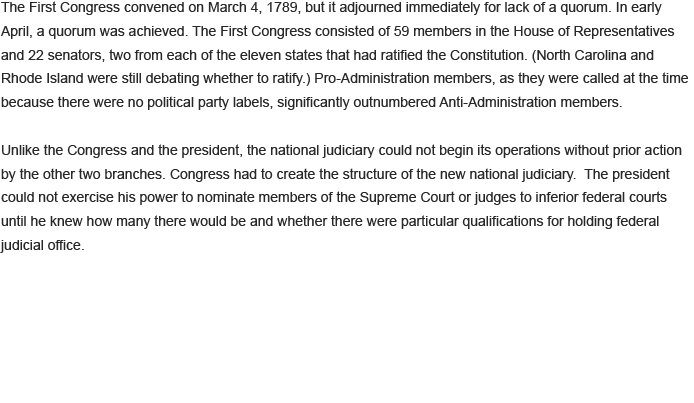 The First Congress convened on March 4, 1789, but it adjourned immediately for lack of a quorum. In early
April, a quorum was achieved. The First Congress consisted of 59 members in the House of Representatives
and 22 senators, two from each of the eleven states that had ratified the Constitution. (North Carolina and
Rhode Island were still debating whether to ratify.) Pro-Administration members, as they were called at the time
because there were no political party labels, significantly outnumbered Anti-Administration members.

Unlike the Congress and the president, the national judiciary could not begin its operations without prior action
by the other two branches. Congress had to create the structure of the new national judiciary.  The president
could not exercise his power to nominate members of the Supreme Court or judges to inferior federal courts
until he knew how many there would be and whether there were particular qualifications for holding federal
judicial office.